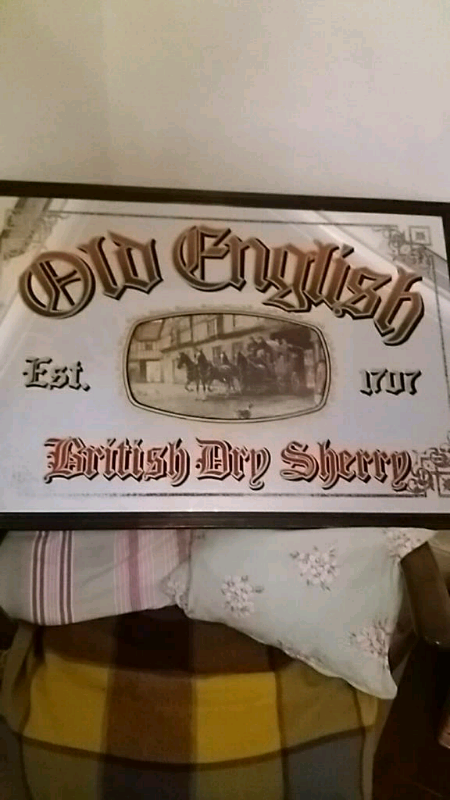 Old English
Est. 1707
British Dry Sherry